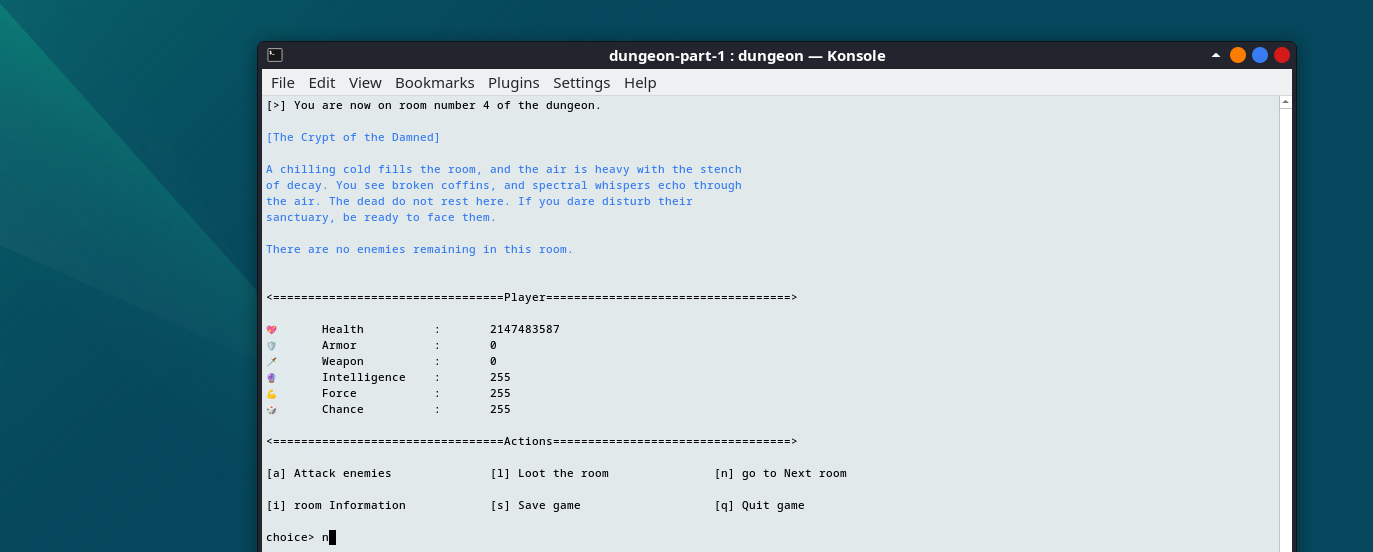 dungeon-part-1 : dungeon — Konsole
File Edit View Bookmarks Plugins Settings Help
[>] You are now on room number 4 of the dungeon.
[The Crypt of the Damned]
A chilling cold fills the room, and the air is heavy with the stench
of decay. You see broken coffins, and spectral whispers echo through
the air. The dead do not rest here. If you dare disturb their
sanctuary, be ready to face them.
There are no enemies remaining in this room.
<=================================Player===================================>
Health : 2147483587
Armor : 0
Weapon : 0
Intelligence : 255
Force : 255
Chance : 255
<=================================Actions==================================>
[a] Attack enemies [l] Loot the room [n] go to Next room
[i] room Information [s] Save game [q] Quit game
choice> n